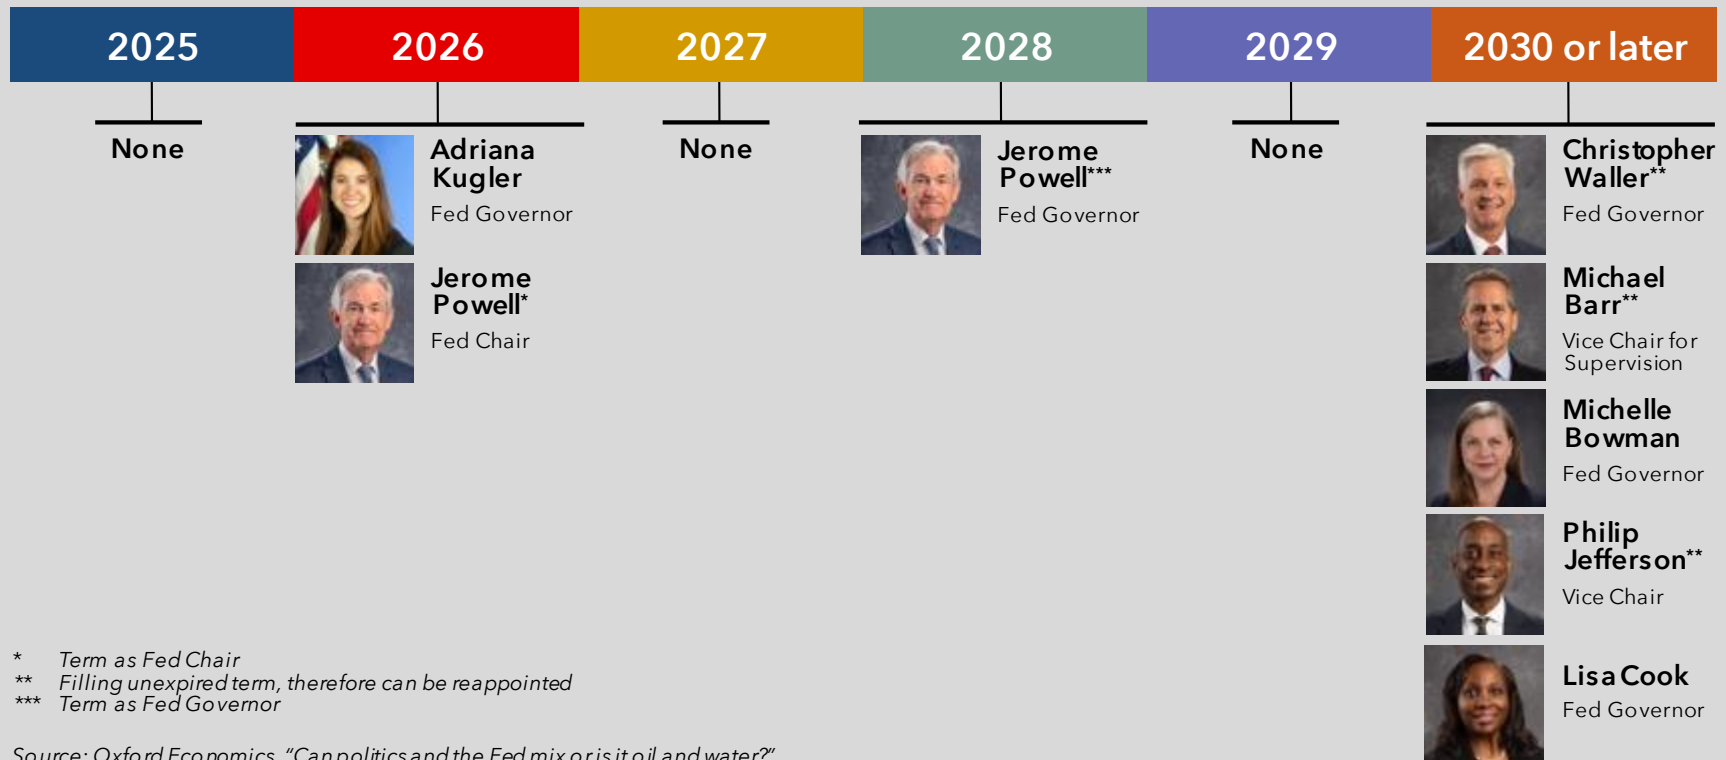 2025
2026
2027
2028
2029
2030 or later
None
Adriana
Kugler
Fed Governor
Jerome
Powell*
Fed Chair
None
Jerome
Powell***
Fed Governor
None
Christopher
Waller**
Fed Governor
Michael
Barr**
Vice Chair for
Supervision
Michelle
Bowman
Fed Governor
Philip
Jefferson**
Vice Chair
Lisa Cook
Fed Governor
* Term as Fed Chair
** Filling unexpired term, therefore can be reappointed
*** Term as Fed Governor
Source: Oxford Economics, “Can politics and the Fed mix or is it oil and water?”